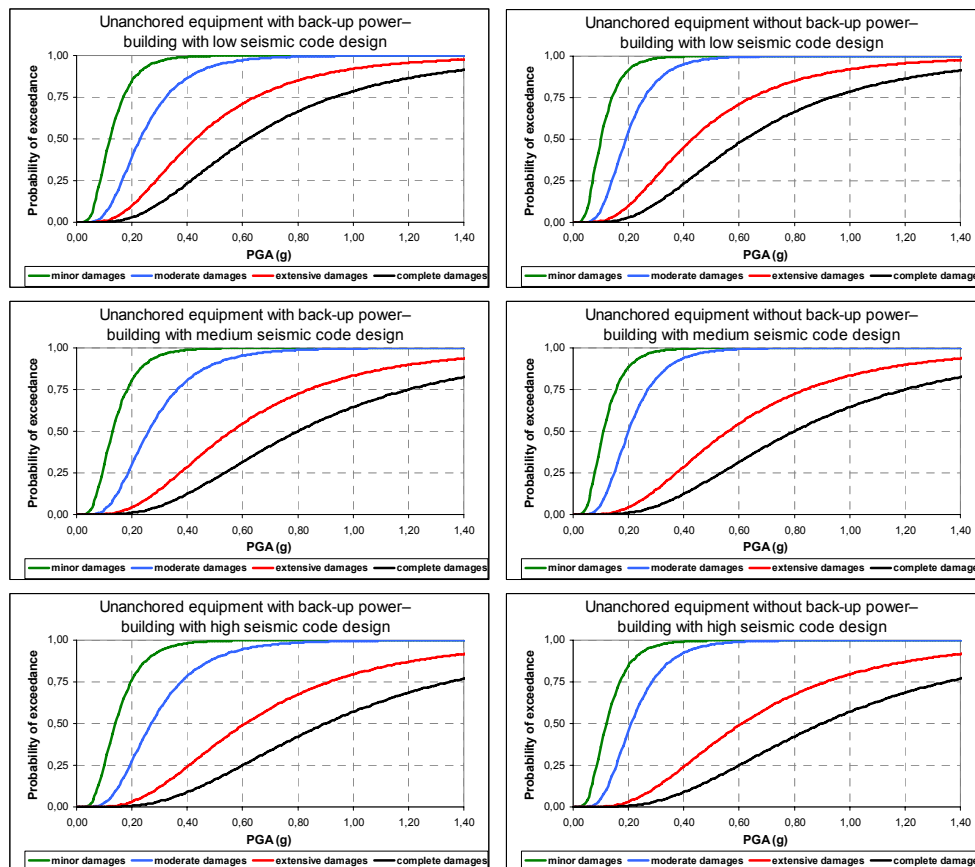 Unanchored equipment with back-up power–
building with low seismic code design
1,00
0,75
0,50
0,25
0,00
Probability of exceedance
0,00 0,20 0,40 0,60 0,80 1,00 1,20 1,40
PGA (g)
minor damages moderate damages extensive damages complete damages
Unanchored equipment without back-up power–
building with low seismic code design
1,00
0,75
0,50
0,25
0,00
Probability of exceedance
0,00 0,20 0,40 0,60 0,80 1,00 1,20 1,40
PGA (g)
minor damages moderate damages extensive damages complete damages
Unanchored equipment with back-up power–
building with medium seismic code design
1,00
0,75
0,50
0,25
0,00
Probability of exceedance
0,00 0,20 0,40 0,60 0,80 1,00 1,20 1,40
PGA (g)
minor damages moderate damages extensive damages complete damages
Unanchored equipment without back-up power–
building with medium seismic code design
1,00
0,75
0,50
0,25
0,00
Probability of exceedance
0,00 0,20 0,40 0,60 0,80 1,00 1,20 1,40
PGA (g)
minor damages moderate damages extensive damages complete damages
Unanchored equipment with back-up power–
building with high seismic code design
1,00
0,75
0,50
0,25
0,00
Probability of exceedance
0,00 0,20 0,40 0,60 0,80 1,00 1,20 1,40
PGA (g)
minor damages moderate damages extensive damages complete damages
Unanchored equipment without back-up power–
building with high seismic code design
1,00
0,75
0,50
0,25
0,00
Probability of exceedance
0,00 0,20 0,40 0,60 0,80 1,00 1,20 1,40
PGA (g)
minor damages moderate damages extensive damages complete damages